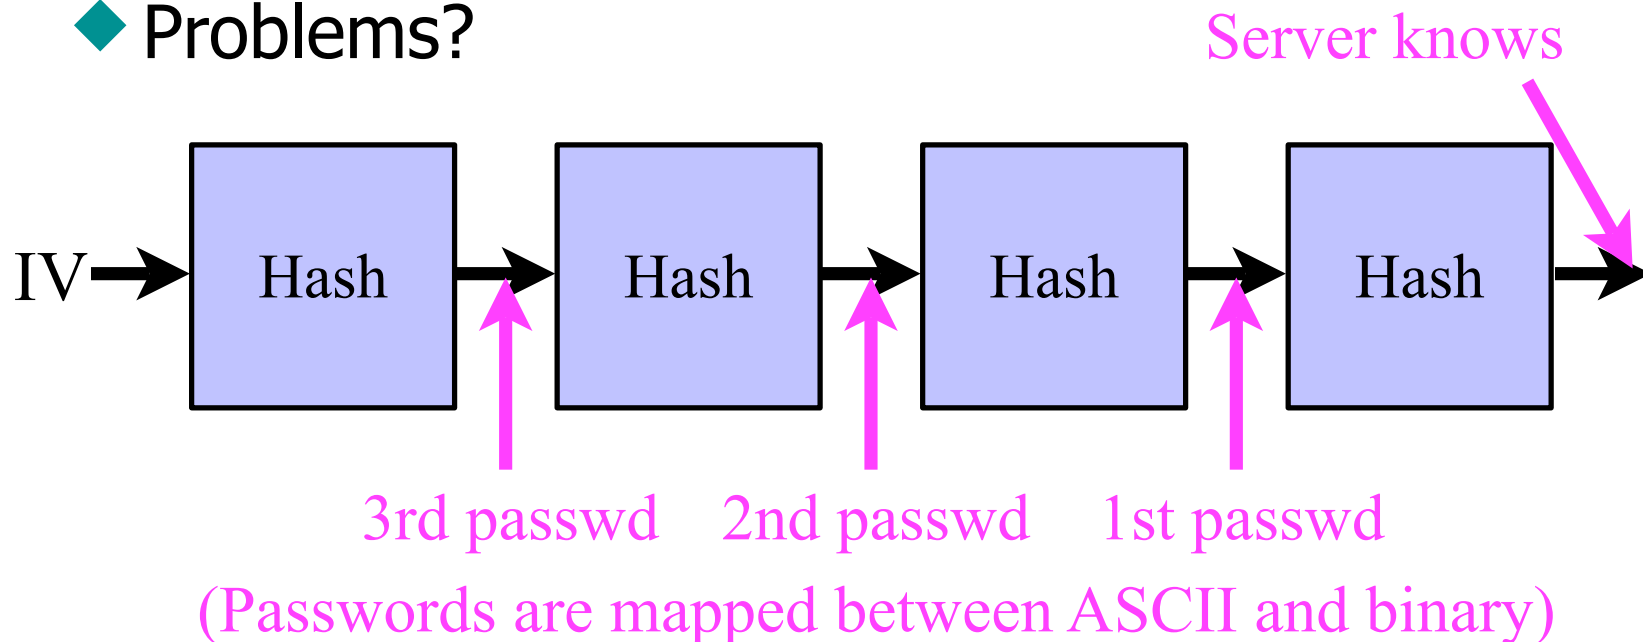 Problems?
Server knows
IV
Hash
Hash
Hash
Hash
3rd passwd
2nd passwd
1st passwd
(Passwords are mapped between ASCII and binary)